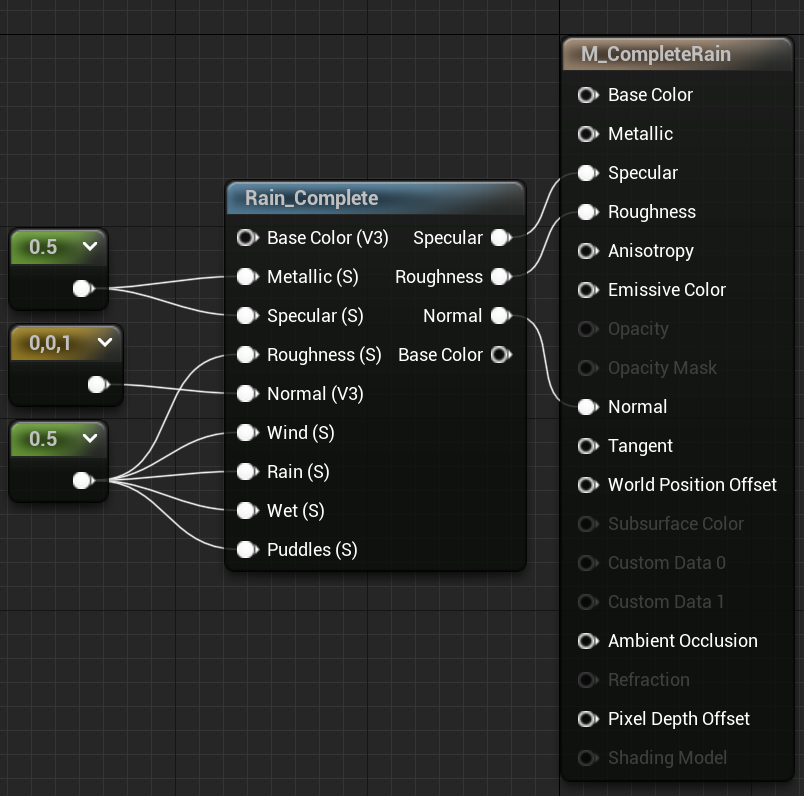 0.5
0,0,1
0.5
Rain_Complete
Base Color (V3) Specular
Metallic (S) Roughness
Specular (S) Normal
Roughness (S) Base Color
Normal (V3)
Wind (S)
Rain (S)
Wet (S)
Puddles (S)
M_CompleteRain
Base Color
Metallic
Specular
Roughness
Anisotropy
Emissive Color
Opacity
Opacity Mask
Normal
Tangent
World Position Offset
Subsurface Color
Custom Data 0
Custom Data 1
Ambient Occlusion
Refraction
Pixel Depth Offset
Shading Model